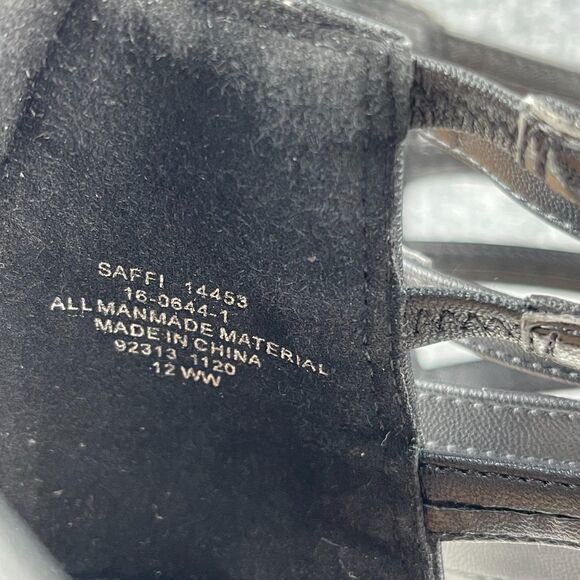 SAFFI 14453
16-0644-1
ALL MANMADE MATERIAL
MADE IN CHINA
92313 1120
12 WW